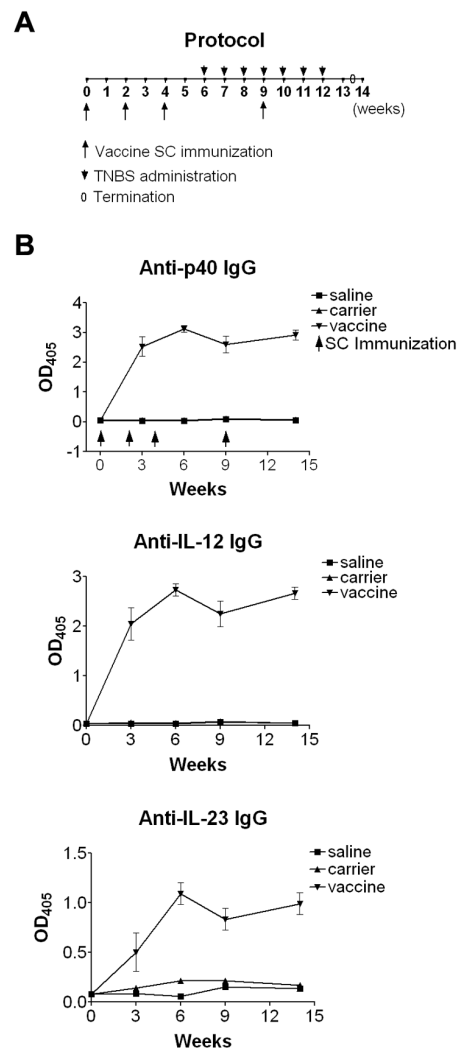 A
Protocol
0 1 2 3 4 5 6 7 8 9 10 11 12 13 14
0
(weeks)
Vaccine SC immunization
TNBS administration
0 Termination
B
Anti-p40 IgG
4
3
2
1
0
-1
OD405
0 3 6 9 12 15
Weeks
saline
carrier
vaccine
SC Immunization
Anti-IL-12 IgG
3
2
1
0
OD405
0 3 6 9 12 15
Weeks
saline
carrier
vaccine
Anti-IL-23 IgG
1.5
1.0
0.5
0.0
OD405
0 3 6 9 12 15
Weeks
saline
carrier
vaccine